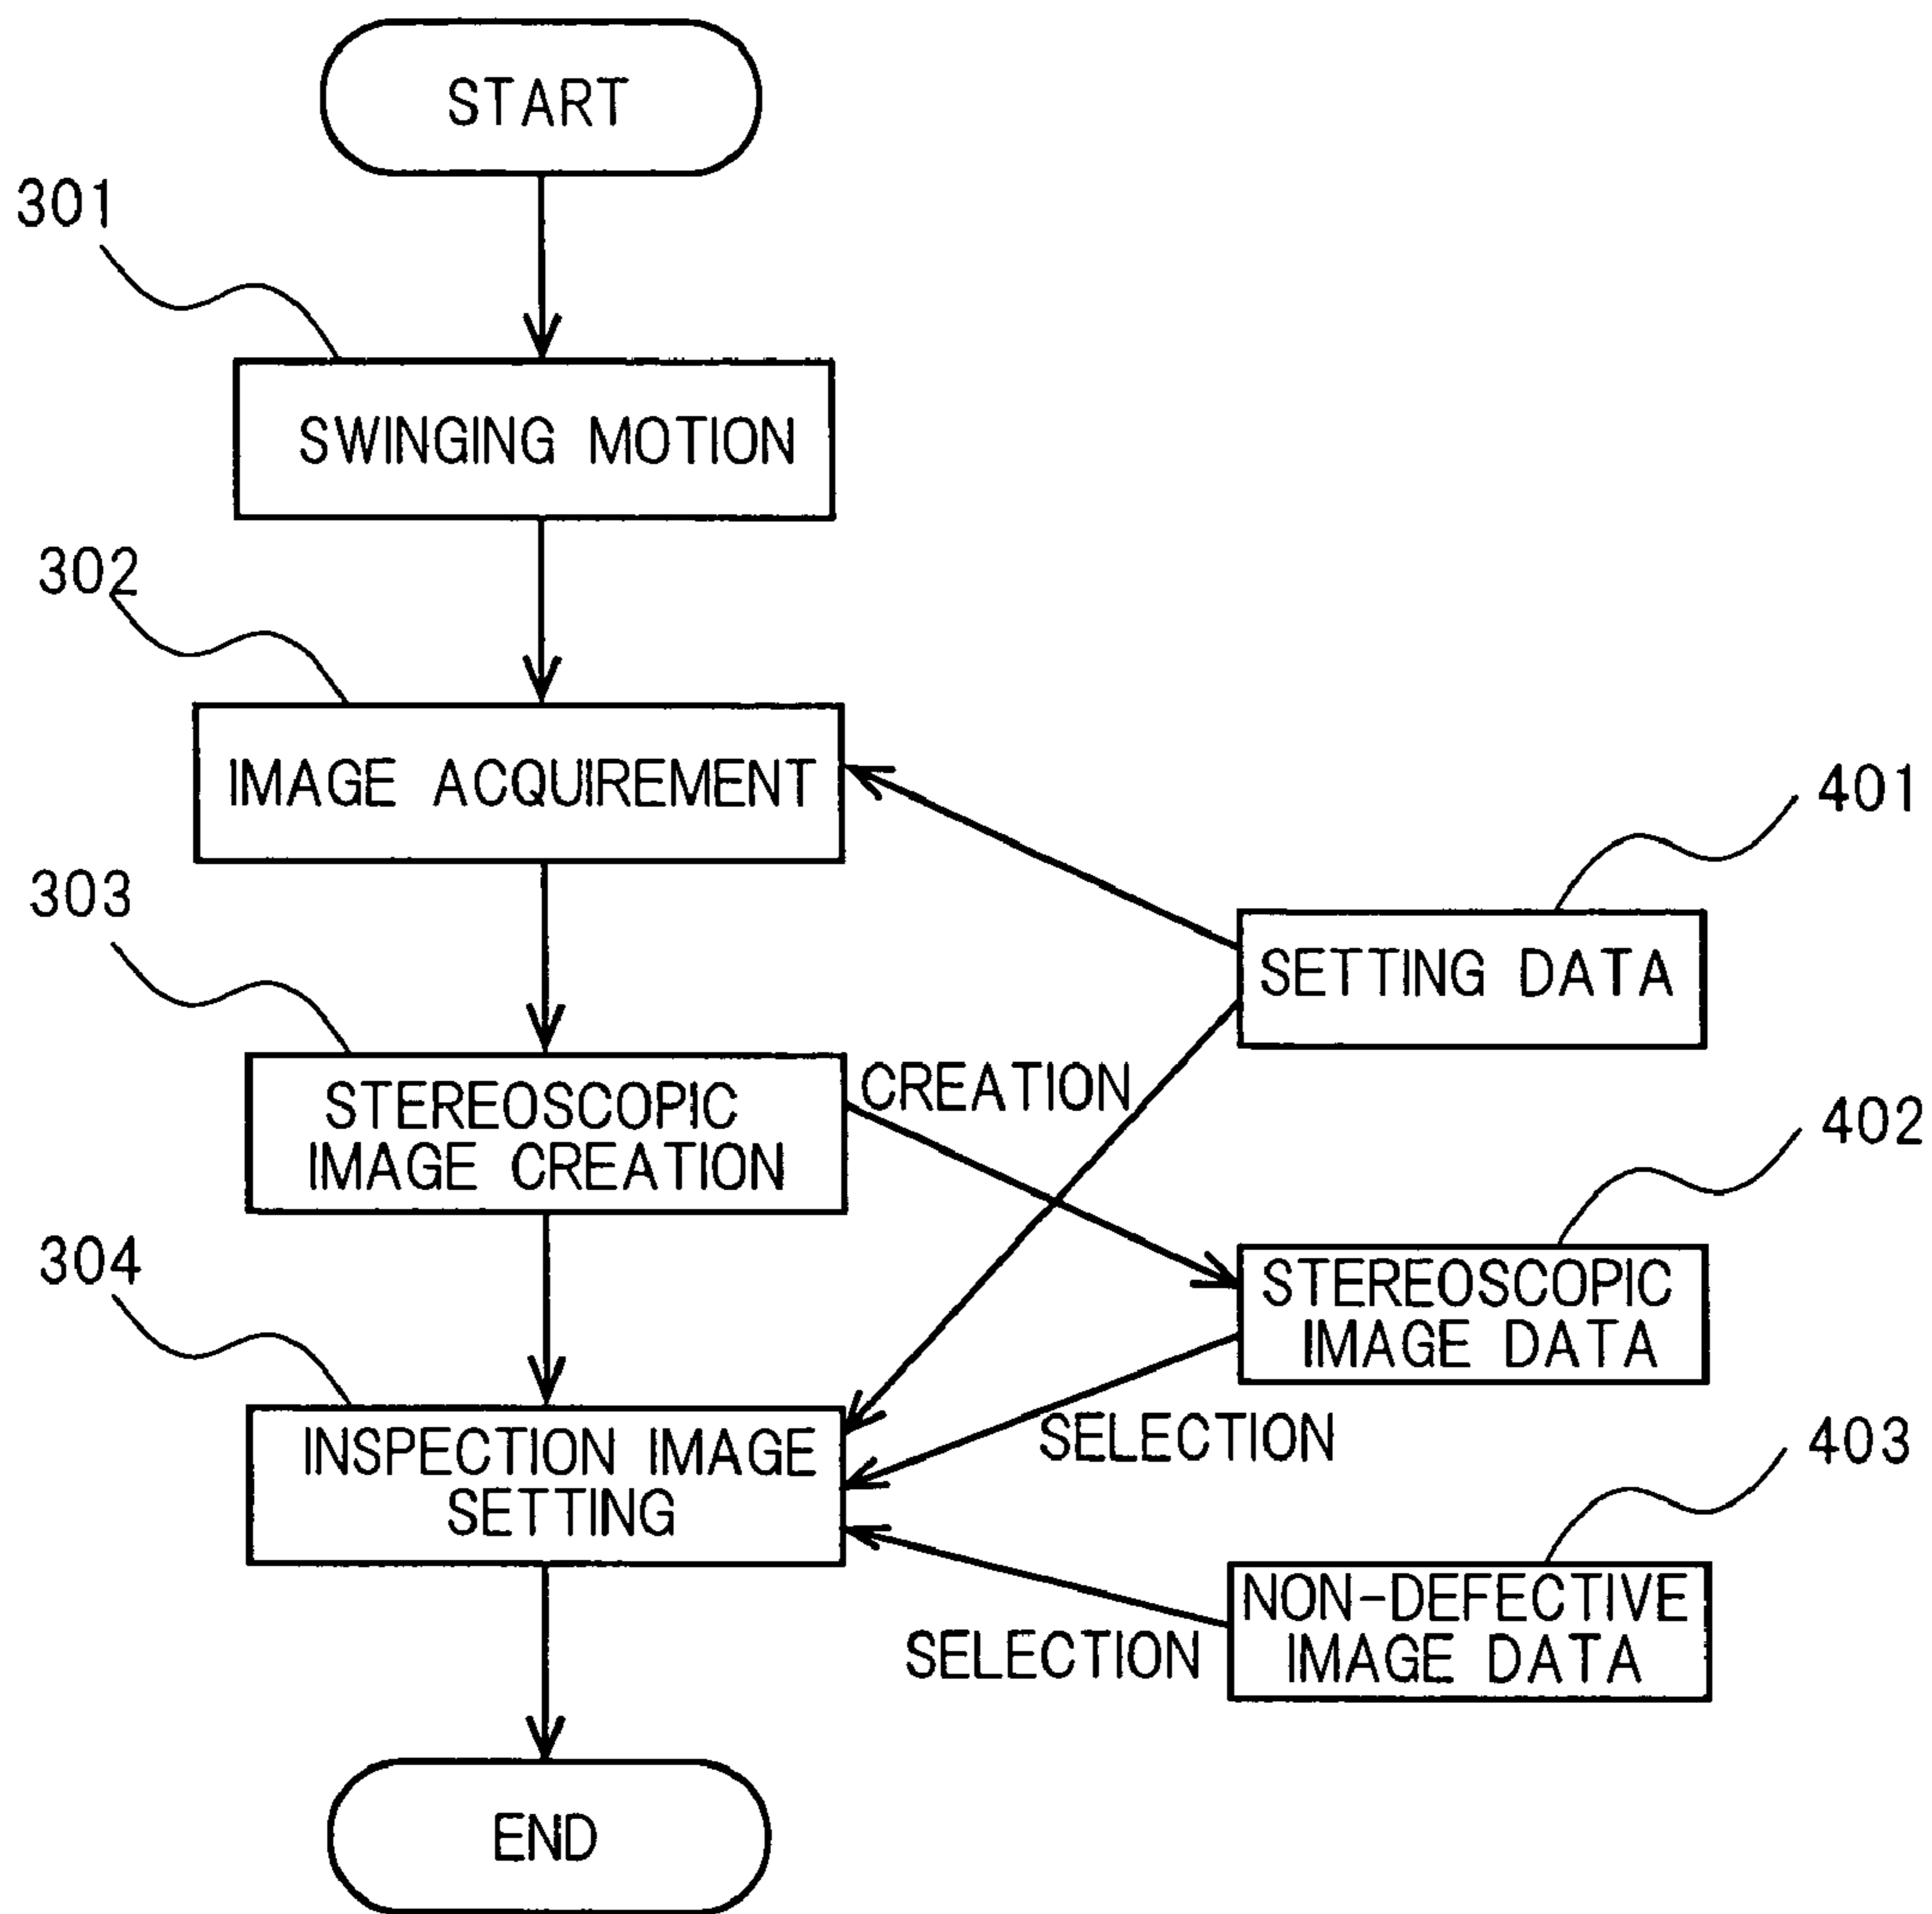 START
301
SWINGING MOTION
302
IMAGE ACQUIREMENT
401
303
SETTING DATA
CREATION
STEREOSCOPIC
IMAGE CREATION
402
304
STEREOSCOPIC
IMAGE DATA
SELECTION
INSPECTION IMAGE
SETTING
403
NON-DEFECTIVE
IMAGE DATA
SELECTION
END